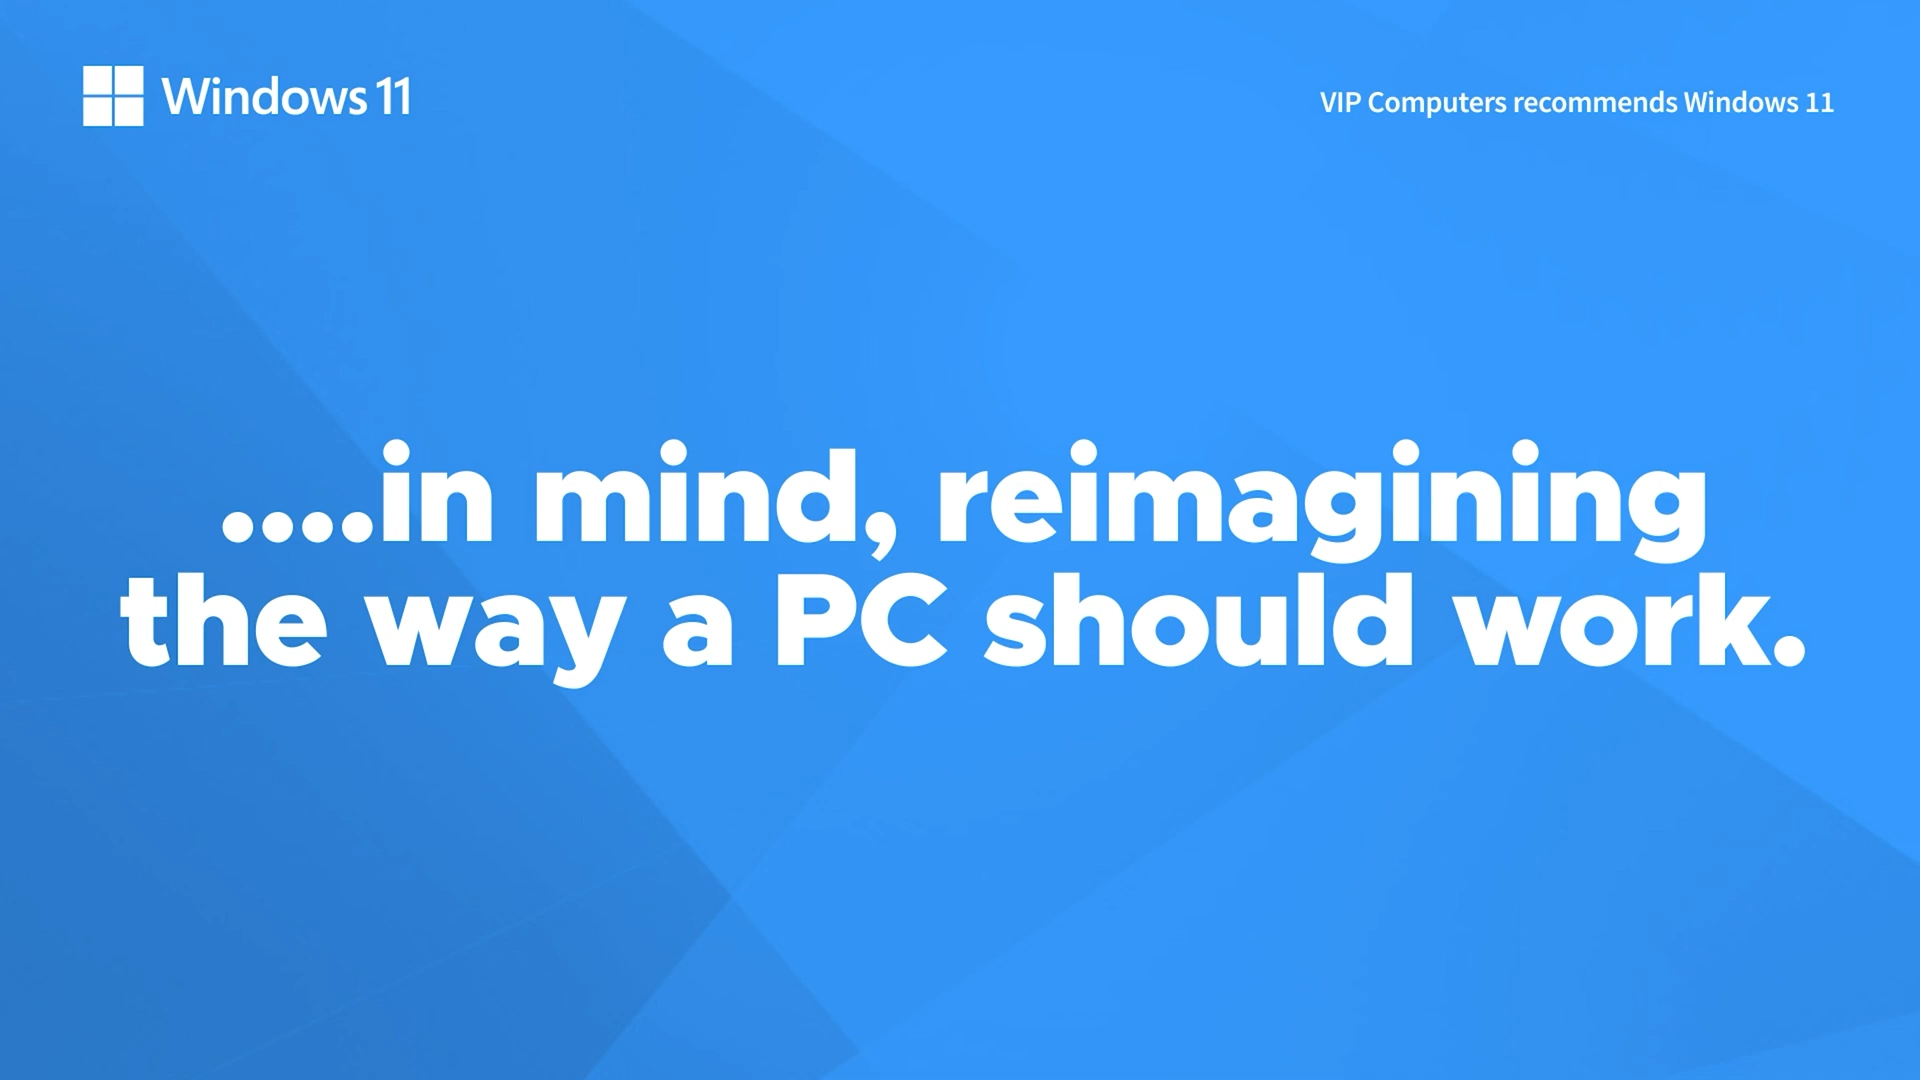 Windows 11
VIP Computers recommends Windows 11
....in mind, reimagining
the way a PC should work.